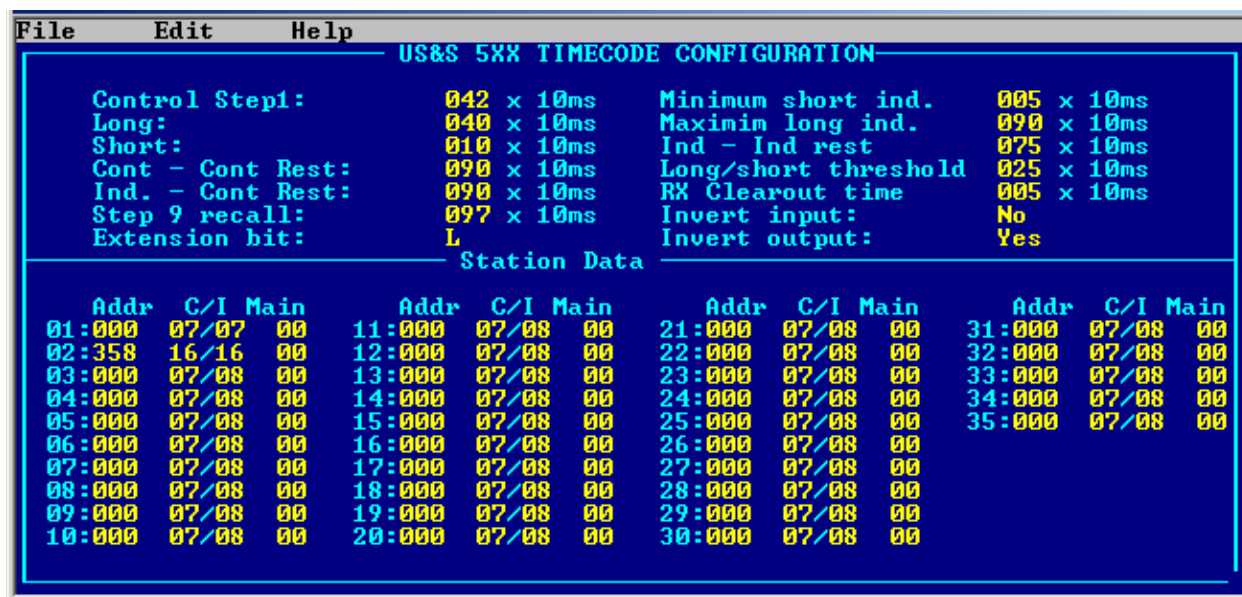 File Edit Help
US&S 5XX TIMECODE CONFIGURATION
Control Step1: 042 x 10ms Minimum short ind. 005 x 10ms
Long: 040 x 10ms Maximim long ind. 090 x 10ms
Short: 010 x 10ms Ind - Ind rest 075 x 10ms
Cont - Cont Rest: 090 x 10ms Long/short threshold 025 x 10ms
Ind. - Cont Rest: 090 x 10ms RX Clearout time 005 x 10ms
Step 9 recall: 097 x 10ms Invert input: No
Extension bit: L Invert output: Yes
Station Data
Addr C/I Main Addr C/I Main Addr C/I Main Addr C/I Main
01:000 07/07 00 11:000 07/08 00 21:000 07/08 00 31:000 07/08 00
02:358 16/16 00 12:000 07/08 00 22:000 07/08 00 32:000 07/08 00
03:000 07/08 00 13:000 07/08 00 23:000 07/08 00 33:000 07/08 00
04:000 07/08 00 14:000 07/08 00 24:000 07/08 00 34:000 07/08 00
05:000 07/08 00 15:000 07/08 00 25:000 07/08 00 35:000 07/08 00
06:000 07/08 00 16:000 07/08 00 26:000 07/08 00
07:000 07/08 00 17:000 07/08 00 27:000 07/08 00
08:000 07/08 00 18:000 07/08 00 28:000 07/08 00
09:000 07/08 00 19:000 07/08 00 29:000 07/08 00
10:000 07/08 00 20:000 07/08 00 30:000 07/08 00